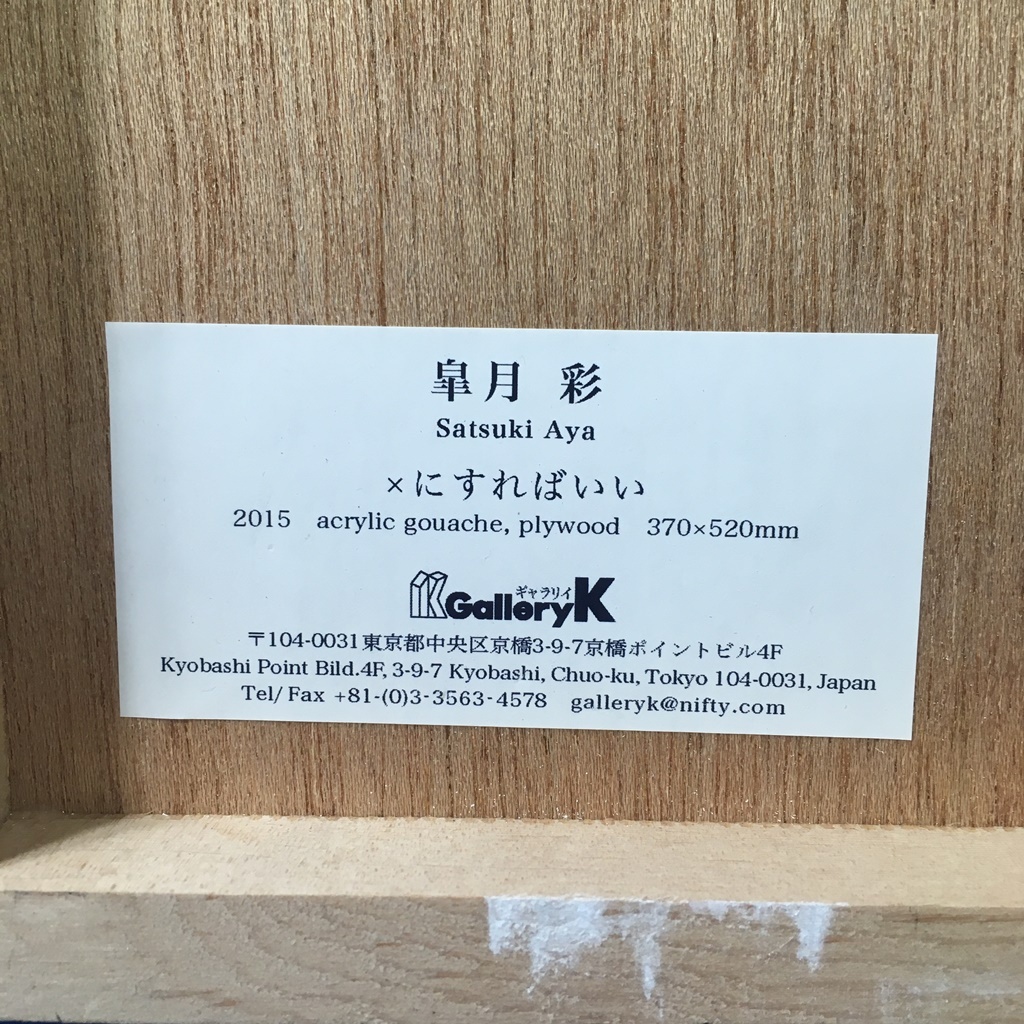 皐月 彩
Satsuki Aya
×にすればいい
2015 acrylic gouache, plywood 370×520mm
ギャラリイ
GalleryK
〒104-0031東京都中央区京橋3-9-7京橋ポイントビル4F
Kyobashi Point Bild.4F, 3-9-7 Kyobashi, Chuo-ku, Tokyo 104-0031, Japan
Tel/ Fax +81-(0)3-3563-4578 galleryk@nifty.com